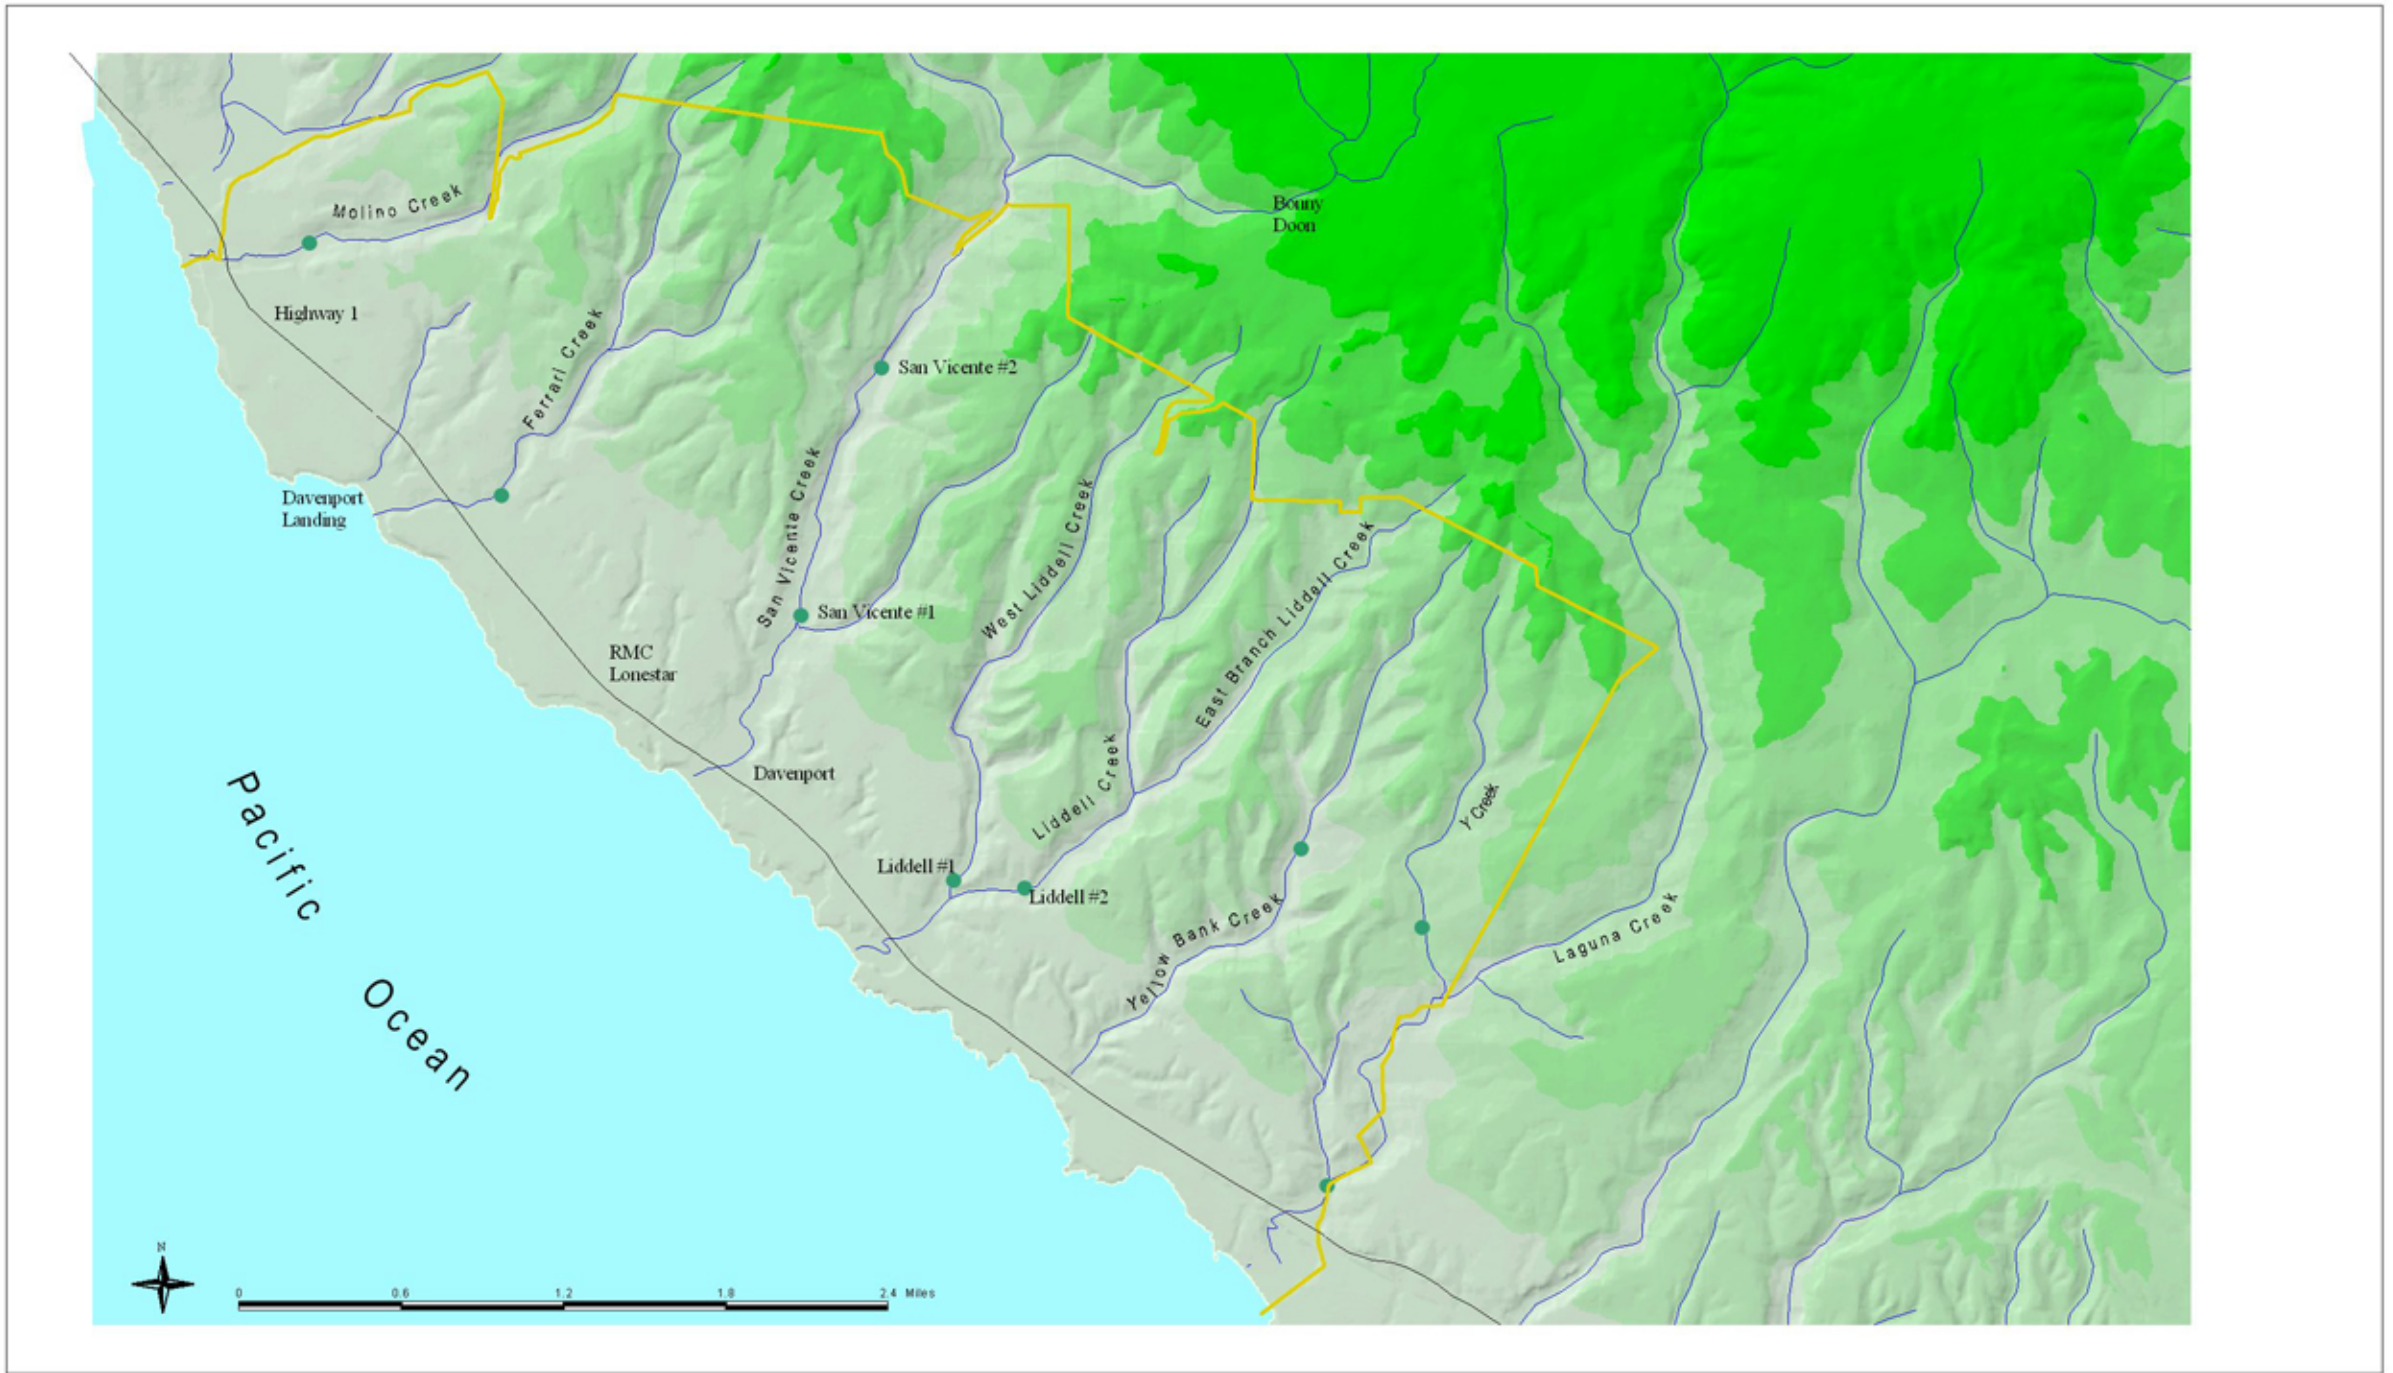 Molino Creek
Bonny
Doon
Highway 1
Ferrari Creek
San Vicente #2
Davenport
Landing
San Vicente Creek
West Liddell Creek
East Branch Liddell Creek
San Vicente #1
RMC
Lonestar
Davenport
Liddell Creek
Y Creek
Liddell #1
Liddell #2
Yellow Bank Creek
Laguna Creek
Pacific
Ocean
N
0 0.6 1.2 1.8 2.4 Miles